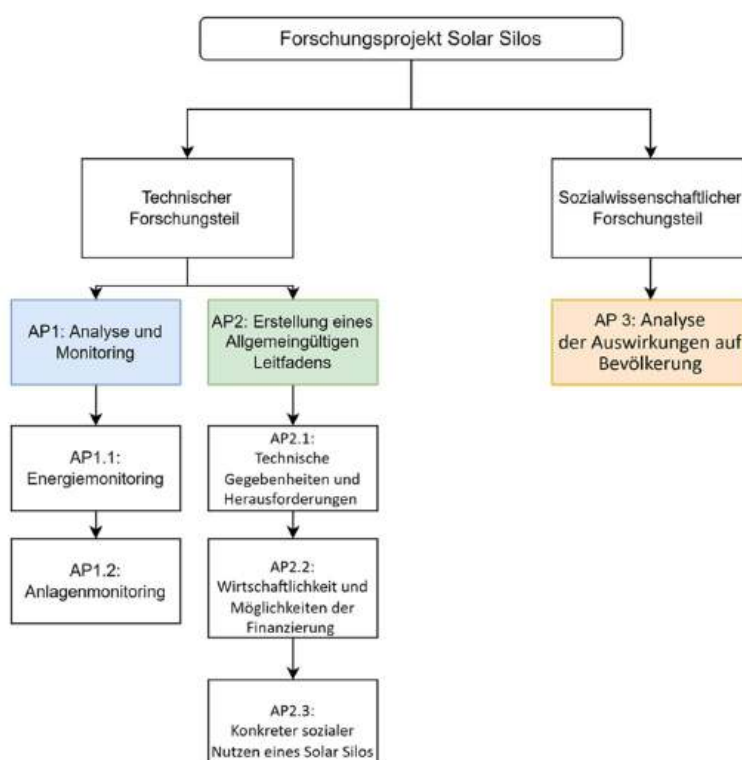 Forschungsprojekt Solar Silos
Technischer
Forschungsteil
Sozialwissenschaftlicher
Forschungsteil
AP1: Analyse und
Monitoring
AP2: Erstellung eines
Allgemeingültigen
Leitfadens
AP 3: Analyse
der Auswirkungen auf
Bevölkerung
AP1.1:
Energiemonitoring
AP1.2:
Anlagenmonitoring
AP2.1:
Technische
Gegebenheiten und
Herausforderungen
AP2.2:
Wirtschaftlichkeit und
Möglichkeiten der
Finanzierung
AP2.3:
Konkreter sozialer
Nutzen eines Solar Silos